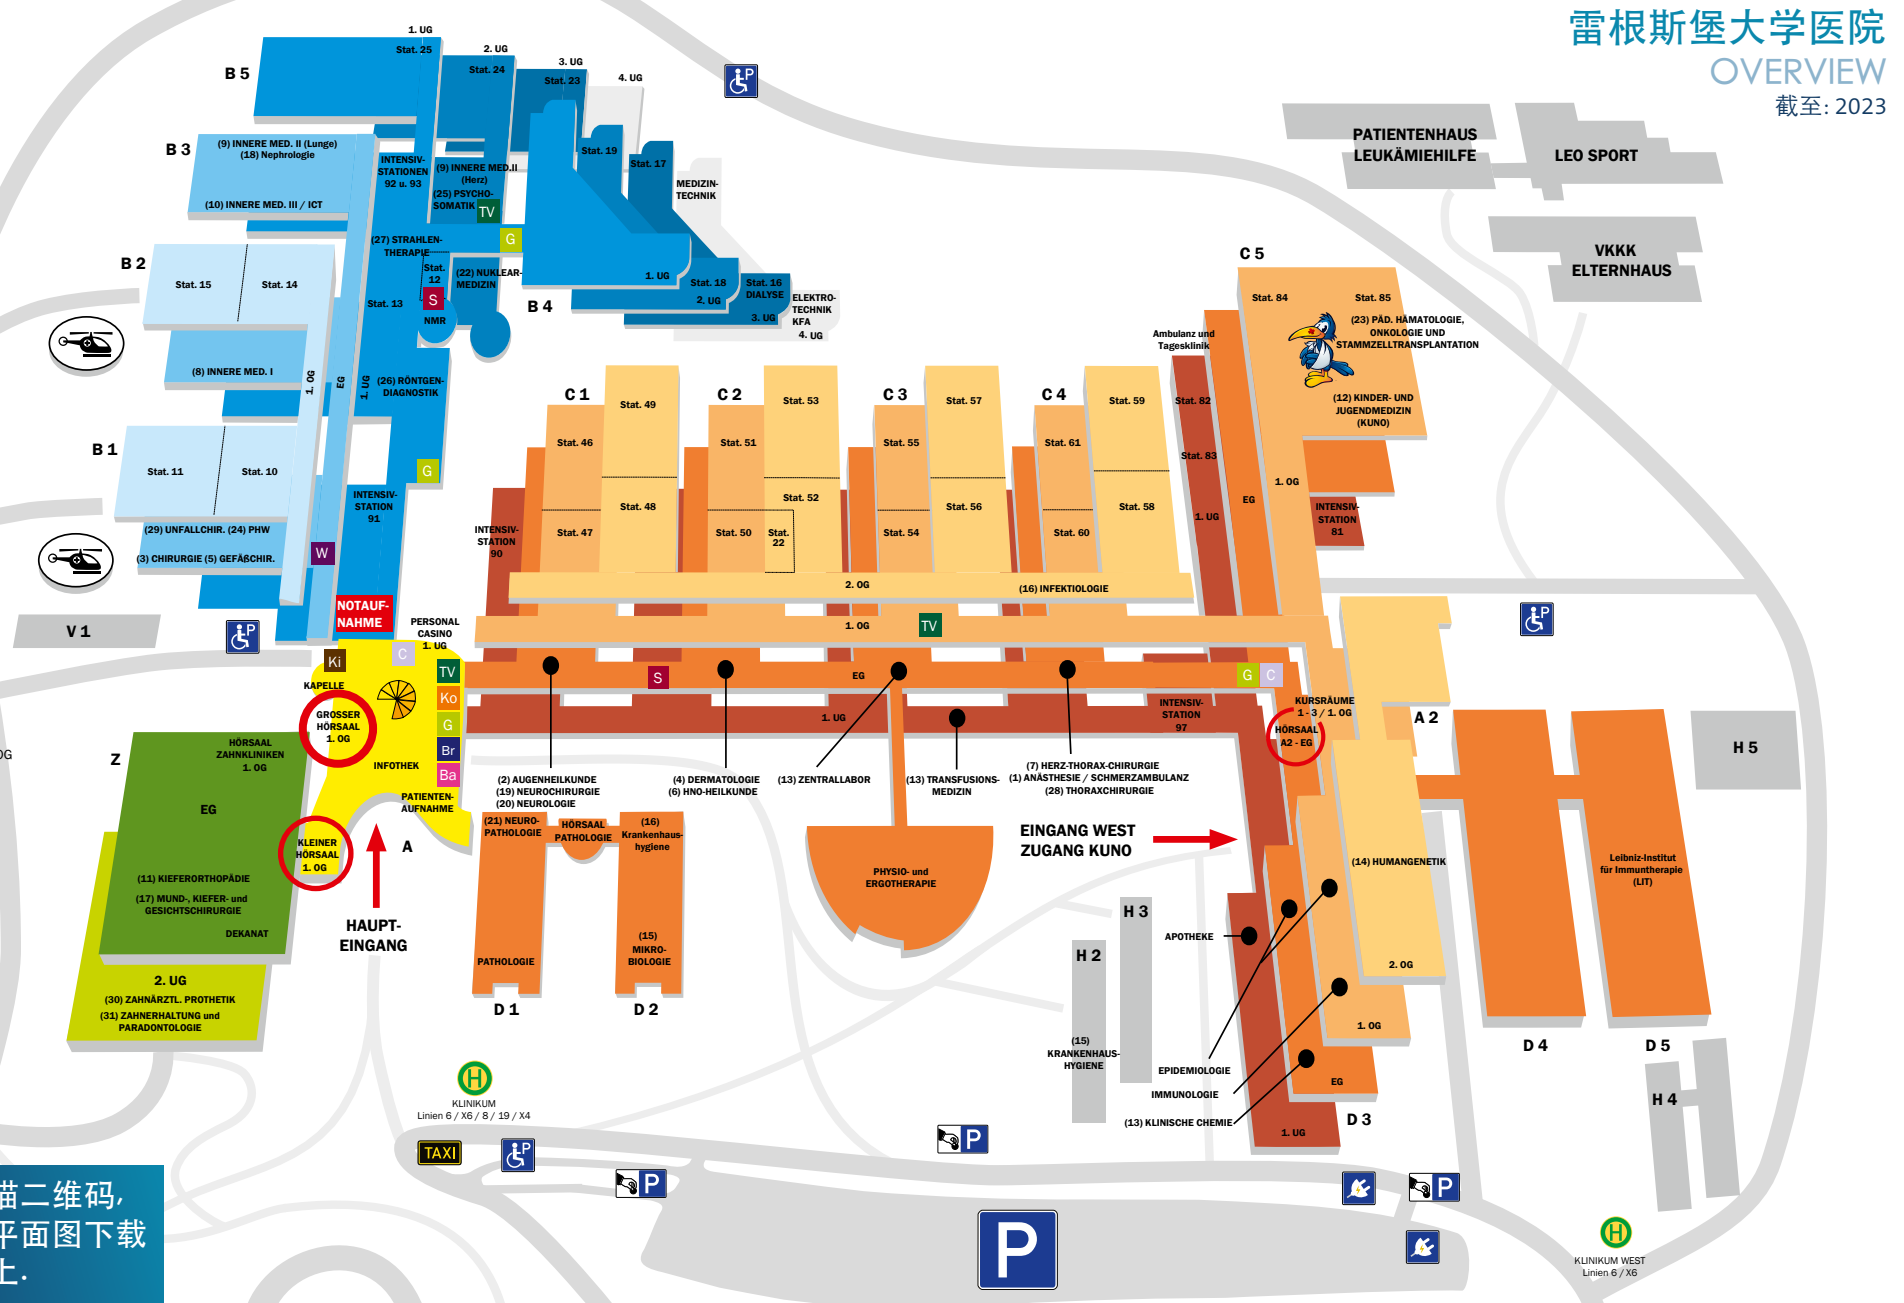 雷根斯堡大学医院
OVERVIEW
截至: 2023
B 5
1. UG
Stat. 25
2. UG
Stat. 24
3. UG
Stat. 23
4. UG
B 3
(9) INNERE MED. II (Lunge)
(18) Nephrologie
(10) INNERE MED. III / ICT
INTENSIV-
STATIONEN
92 u. 93
(9) INNERE MED.II
(Herz)
(25) PSYCHO-
SOMATIK
TV
Stat. 19
Stat. 17
MEDIZIN-
TECHNIK
(27) STRAHLEN-
THERAPIE
G
Stat.
12
(22) NUKLEAR-
MEDIZIN
S
NMR
Stat. 13
B 4
1. UG
Stat. 18
2. UG
Stat. 16
DIALYSE
3. UG
ELEKTRO-
TECHNIK
KFA
4. UG
B 2
Stat. 15
Stat. 14
(8) INNERE MED. I
1. OG
EG
1. UG
(26) RÖNTGEN-
DIAGNOSTIK
B 1
Stat. 11
Stat. 10
G
INTENSIV-
STATION
91
(29) UNFALLCHIR. (24) PHW
(3) CHIRURGIE (5) GEFÄßCHIR.
W
V 1
P
NOTAUF-
NAHME
PERSONAL
CASINO
1. UG
C
Ki
KAPELLE
TV
Ko
G
Br
Ba
GROSSER
HÖRSAAL
1. OG
INFOTHEK
PATIENTEN-
AUFNAHME
KLEINER
HÖRSAAL
1. OG
A
HAUPT-
EINGANG
Z
HÖRSAAL
ZAHNKLINIKEN
1. OG
EG
(11) KIEFERORTHOPÄDIE
(17) MUND-, KIEFER- und
GESICHTSCHIRURGIE
DEKANAT
2. UG
(30) ZAHNÄRZTL. PROTHETIK
(31) ZAHNERHALTUNG und
PARADONTOLOGIE
OG
C 1
Stat. 49
Stat. 46
Stat. 48
Stat. 47
INTENSIV-
STATION
90
C 2
Stat. 53
Stat. 51
Stat. 52
Stat. 50
Stat.
22
C 3
Stat. 57
Stat. 55
Stat. 56
Stat. 54
C 4
Stat. 59
Stat. 61
Stat. 58
Stat. 60
2. OG
(16) INFEKTIOLOGIE
1. OG
TV
EG
S
1. UG
G
C
INTENSIV-
STATION
97
Ambulanz und
Tagesklinik
Stat. 82
Stat. 83
1. UG
EG
1. OG
C 5
Stat. 84
Stat. 85
(23) PÄD. HÄMATOLOGIE,
ONKOLOGIE UND
STAMMZELLTRANSPLANTATION
(12) KINDER- UND
JUGENDMEDIZIN
(KUNO)
INTENSIV-
STATION
81
PATIENTENHAUS
LEUKÄMIEHILFE
LEO SPORT
VKKK
ELTERNHAUS
P
P
KURSRÄUME
1 - 3 / 1. OG
HÖRSAAL
A2 - EG
A 2
H 5
(2) AUGENHEILKUNDE
(19) NEUROCHIRURGIE
(20) NEUROLOGIE
(4) DERMATOLOGIE
(6) HNO-HEILKUNDE
(13) ZENTRALLABOR
(13) TRANSFUSIONS-
MEDIZIN
(7) HERZ-THORAX-CHIRURGIE
(1) ANÄSTHESIE / SCHMERZAMBULANZ
(28) THORAXCHIRURGIE
(21) NEURO-
PATHOLOGIE
HÖRSAAL
PATHOLOGIE
(16)
Krankenhaus-
hygiene
PATHOLOGIE
(15)
MIKRO-
BIOLOGIE
D 1
D 2
PHYSIO- und
ERGOTHERAPIE
EINGANG WEST
ZUGANG KUNO
H 3
H 2
(15)
KRANKENHAUS-
HYGIENE
APOTHEKE
EPIDEMIOLOGIE
IMMUNOLOGIE
(13) KLINISCHE CHEMIE
(14) HUMANGENETIK
2. OG
1. OG
EG
1. UG
D 3
Leibniz-Institut
für Immuntherapie
(LIT)
D 4
D 5
H 4
H
KLINIKUM
Linien 6 / X6 / 8 / 19 / X4
TAXI
P
P
P
P
P
H
KLINIKUM WEST
Linien 6 / X6
描二维码,
平面图下载
上.